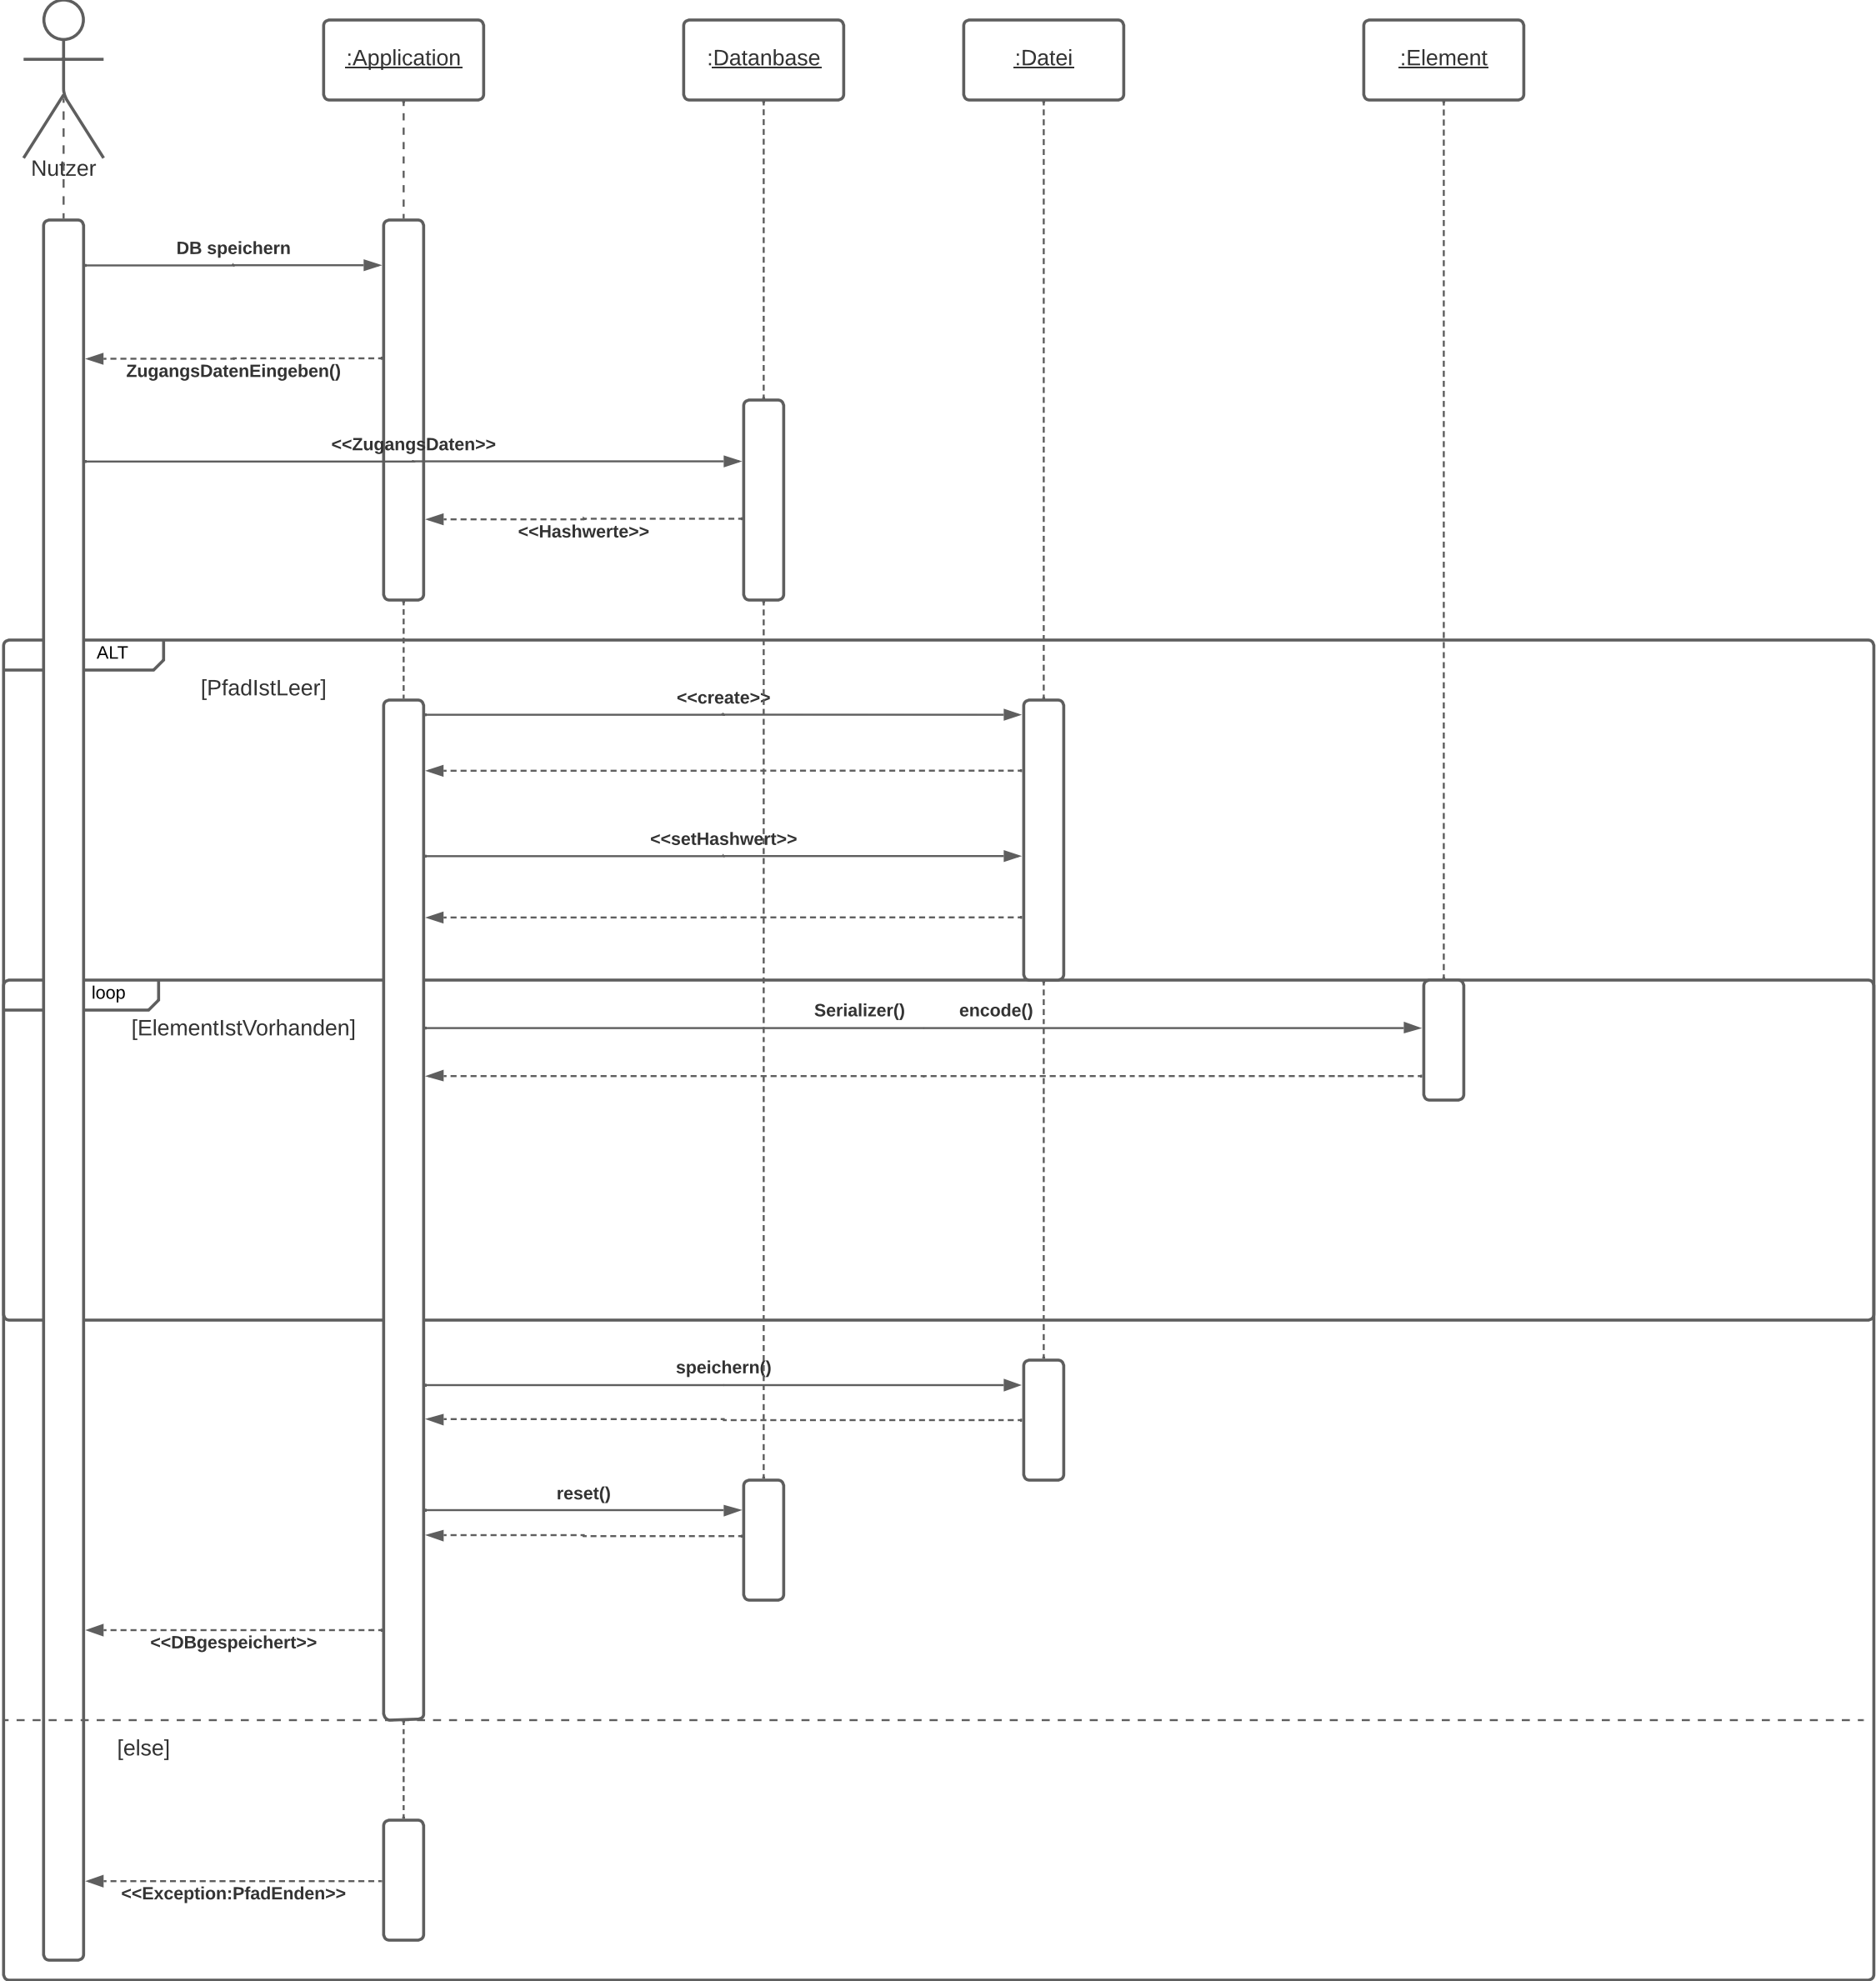 :Application
:Datanbase
:Datei
:Element
Nutzer
DB speichern
ZugangsDatenEingeben()
<<ZugangsDaten>>
<<Hashwerte>>
ALT
[PfadIstLeer]
<<create>>
<<setHashwert>>
loop
[ElementIstVorhanden]
Serializer() encode()
speichern()
reset()
<<DBgespeichert>>
[else]
<<Exception:PfadEnden>>